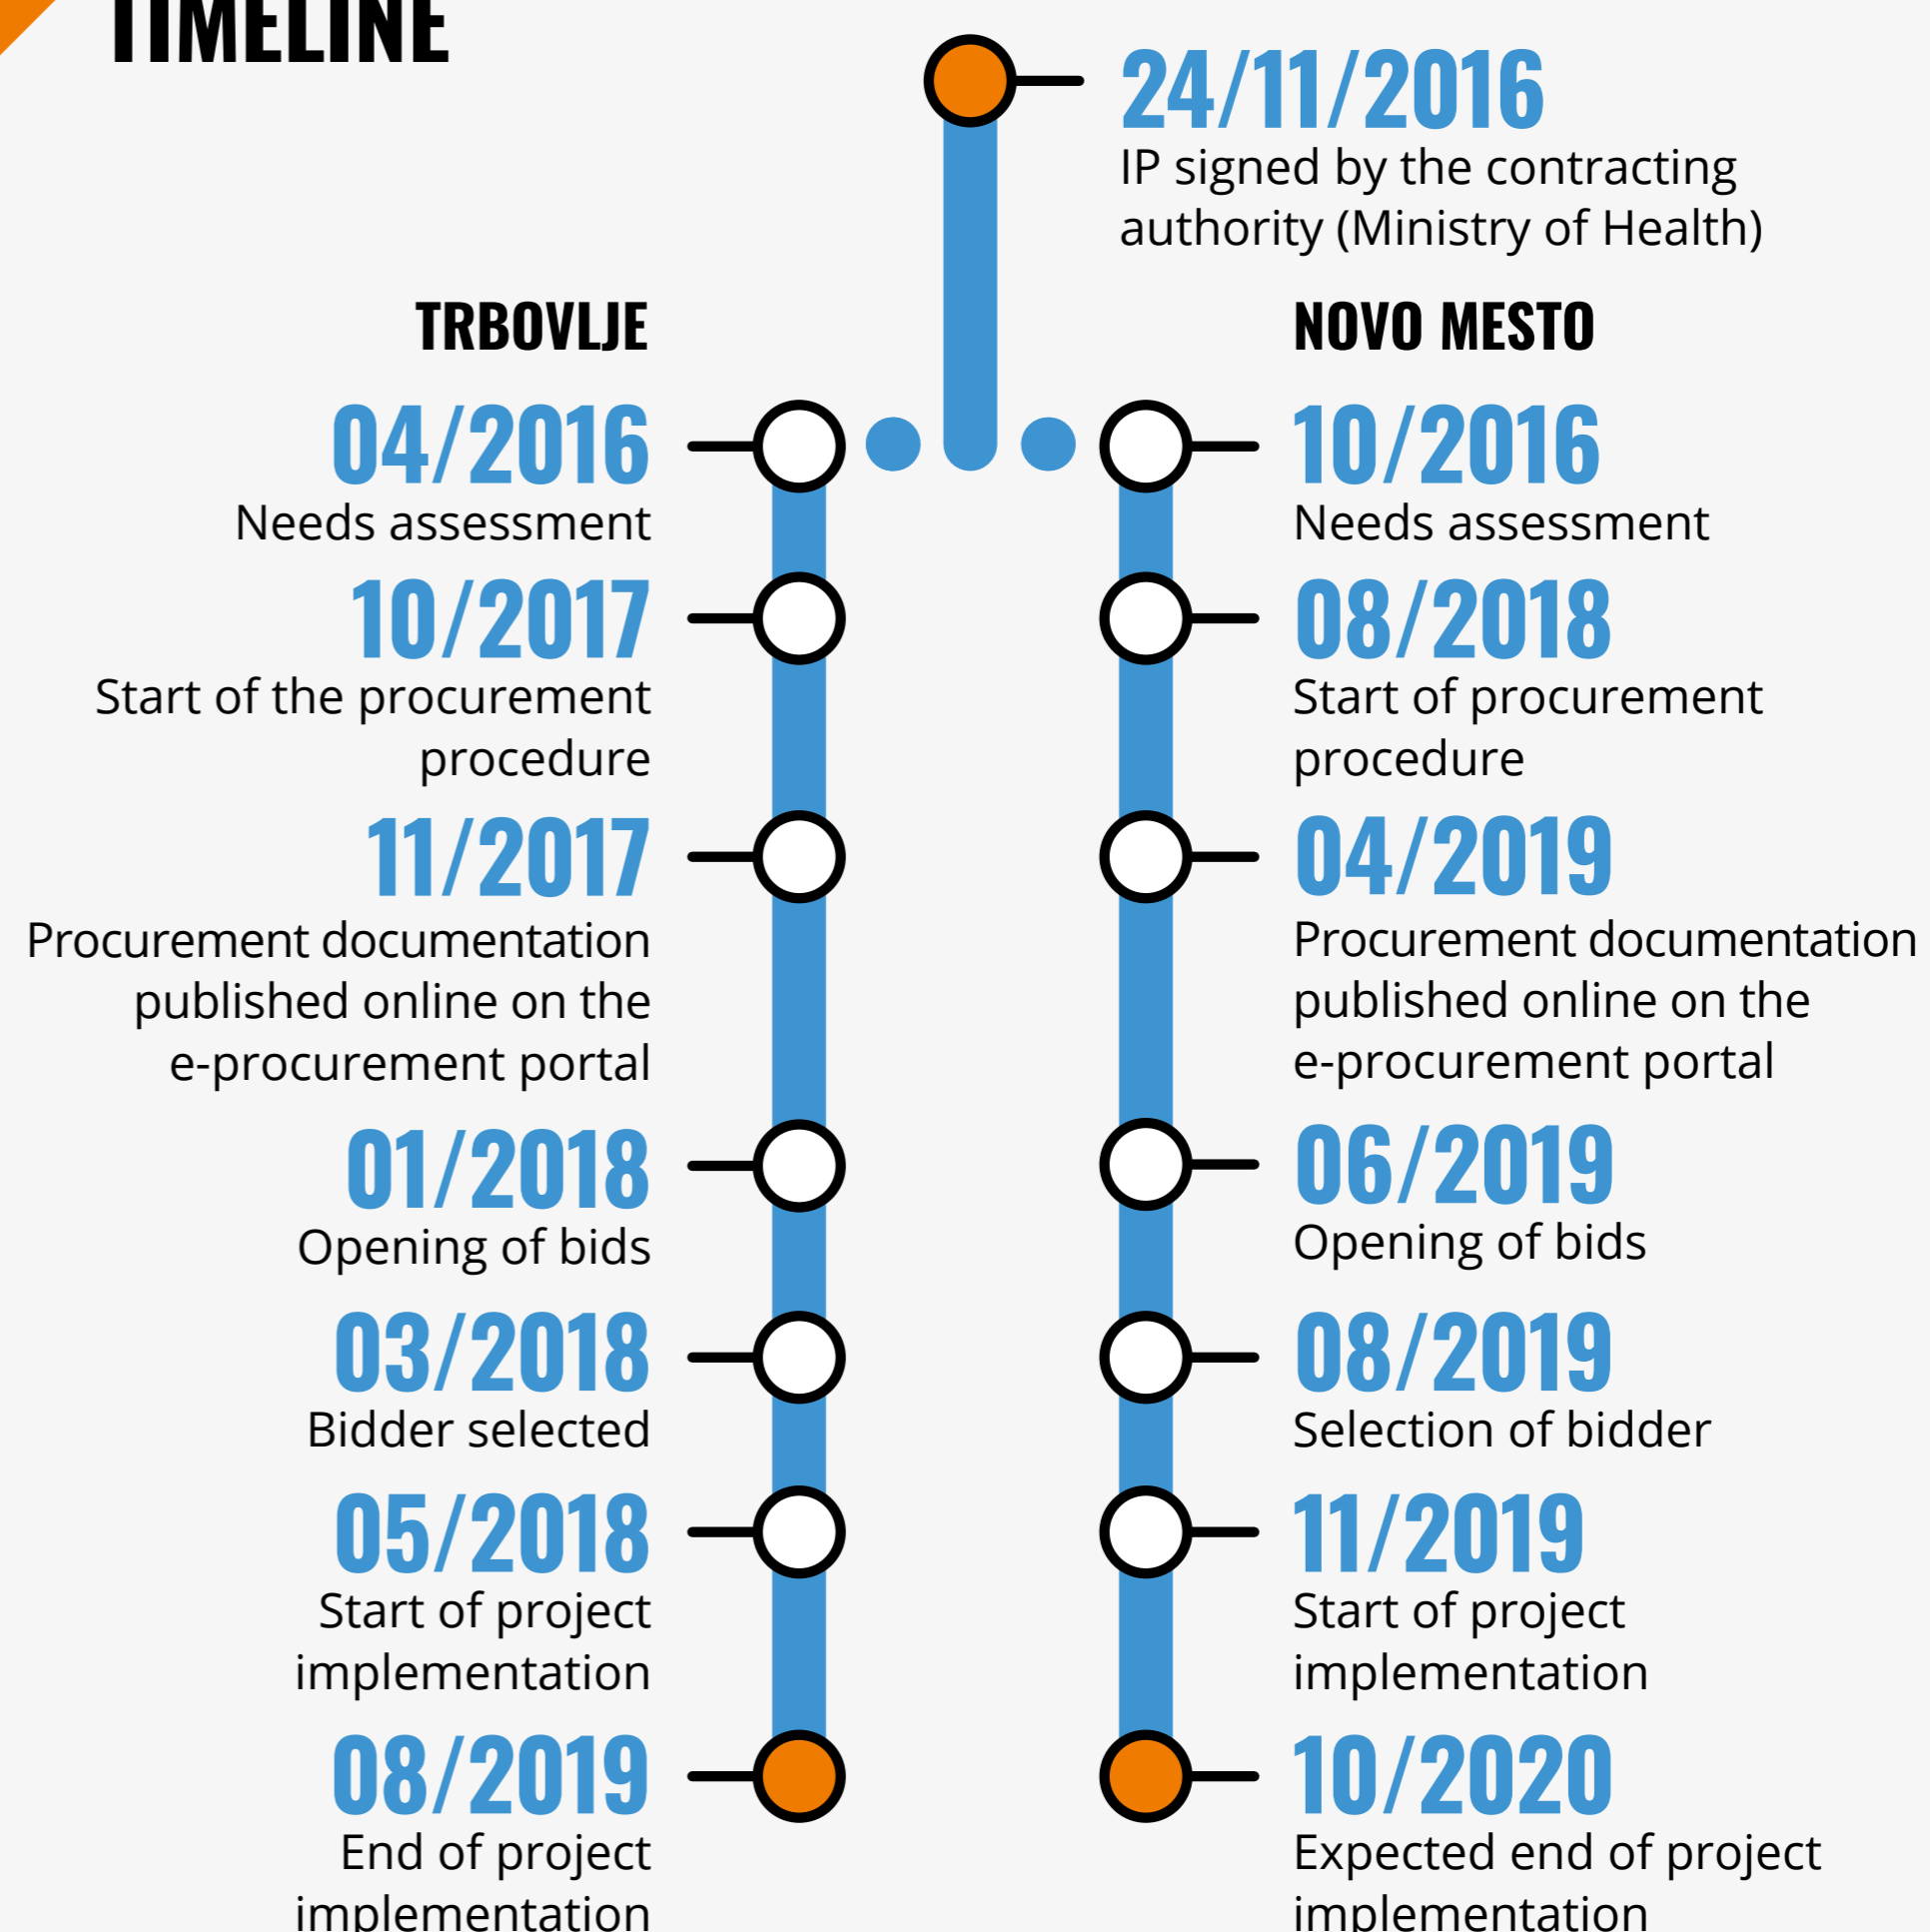 TIMELINE
24/11/2016
IP signed by the contracting
authority (Ministry of Health)
TRBOVLJE
04/2016
Needs assessment
10/2017
Start of the procurement
procedure
11/2017
Procurement documentation
published online on the
e-procurement portal
01/2018
Opening of bids
03/2018
Bidder selected
05/2018
Start of project
implementation
08/2019
End of project
implementation
NOVO MESTO
10/2016
Needs assessment
08/2018
Start of procurement
procedure
04/2019
Procurement documentation
published online on the
e-procurement portal
06/2019
Opening of bids
08/2019
Selection of bidder
11/2019
Start of project
implementation
10/2020
Expected end of project
implementation